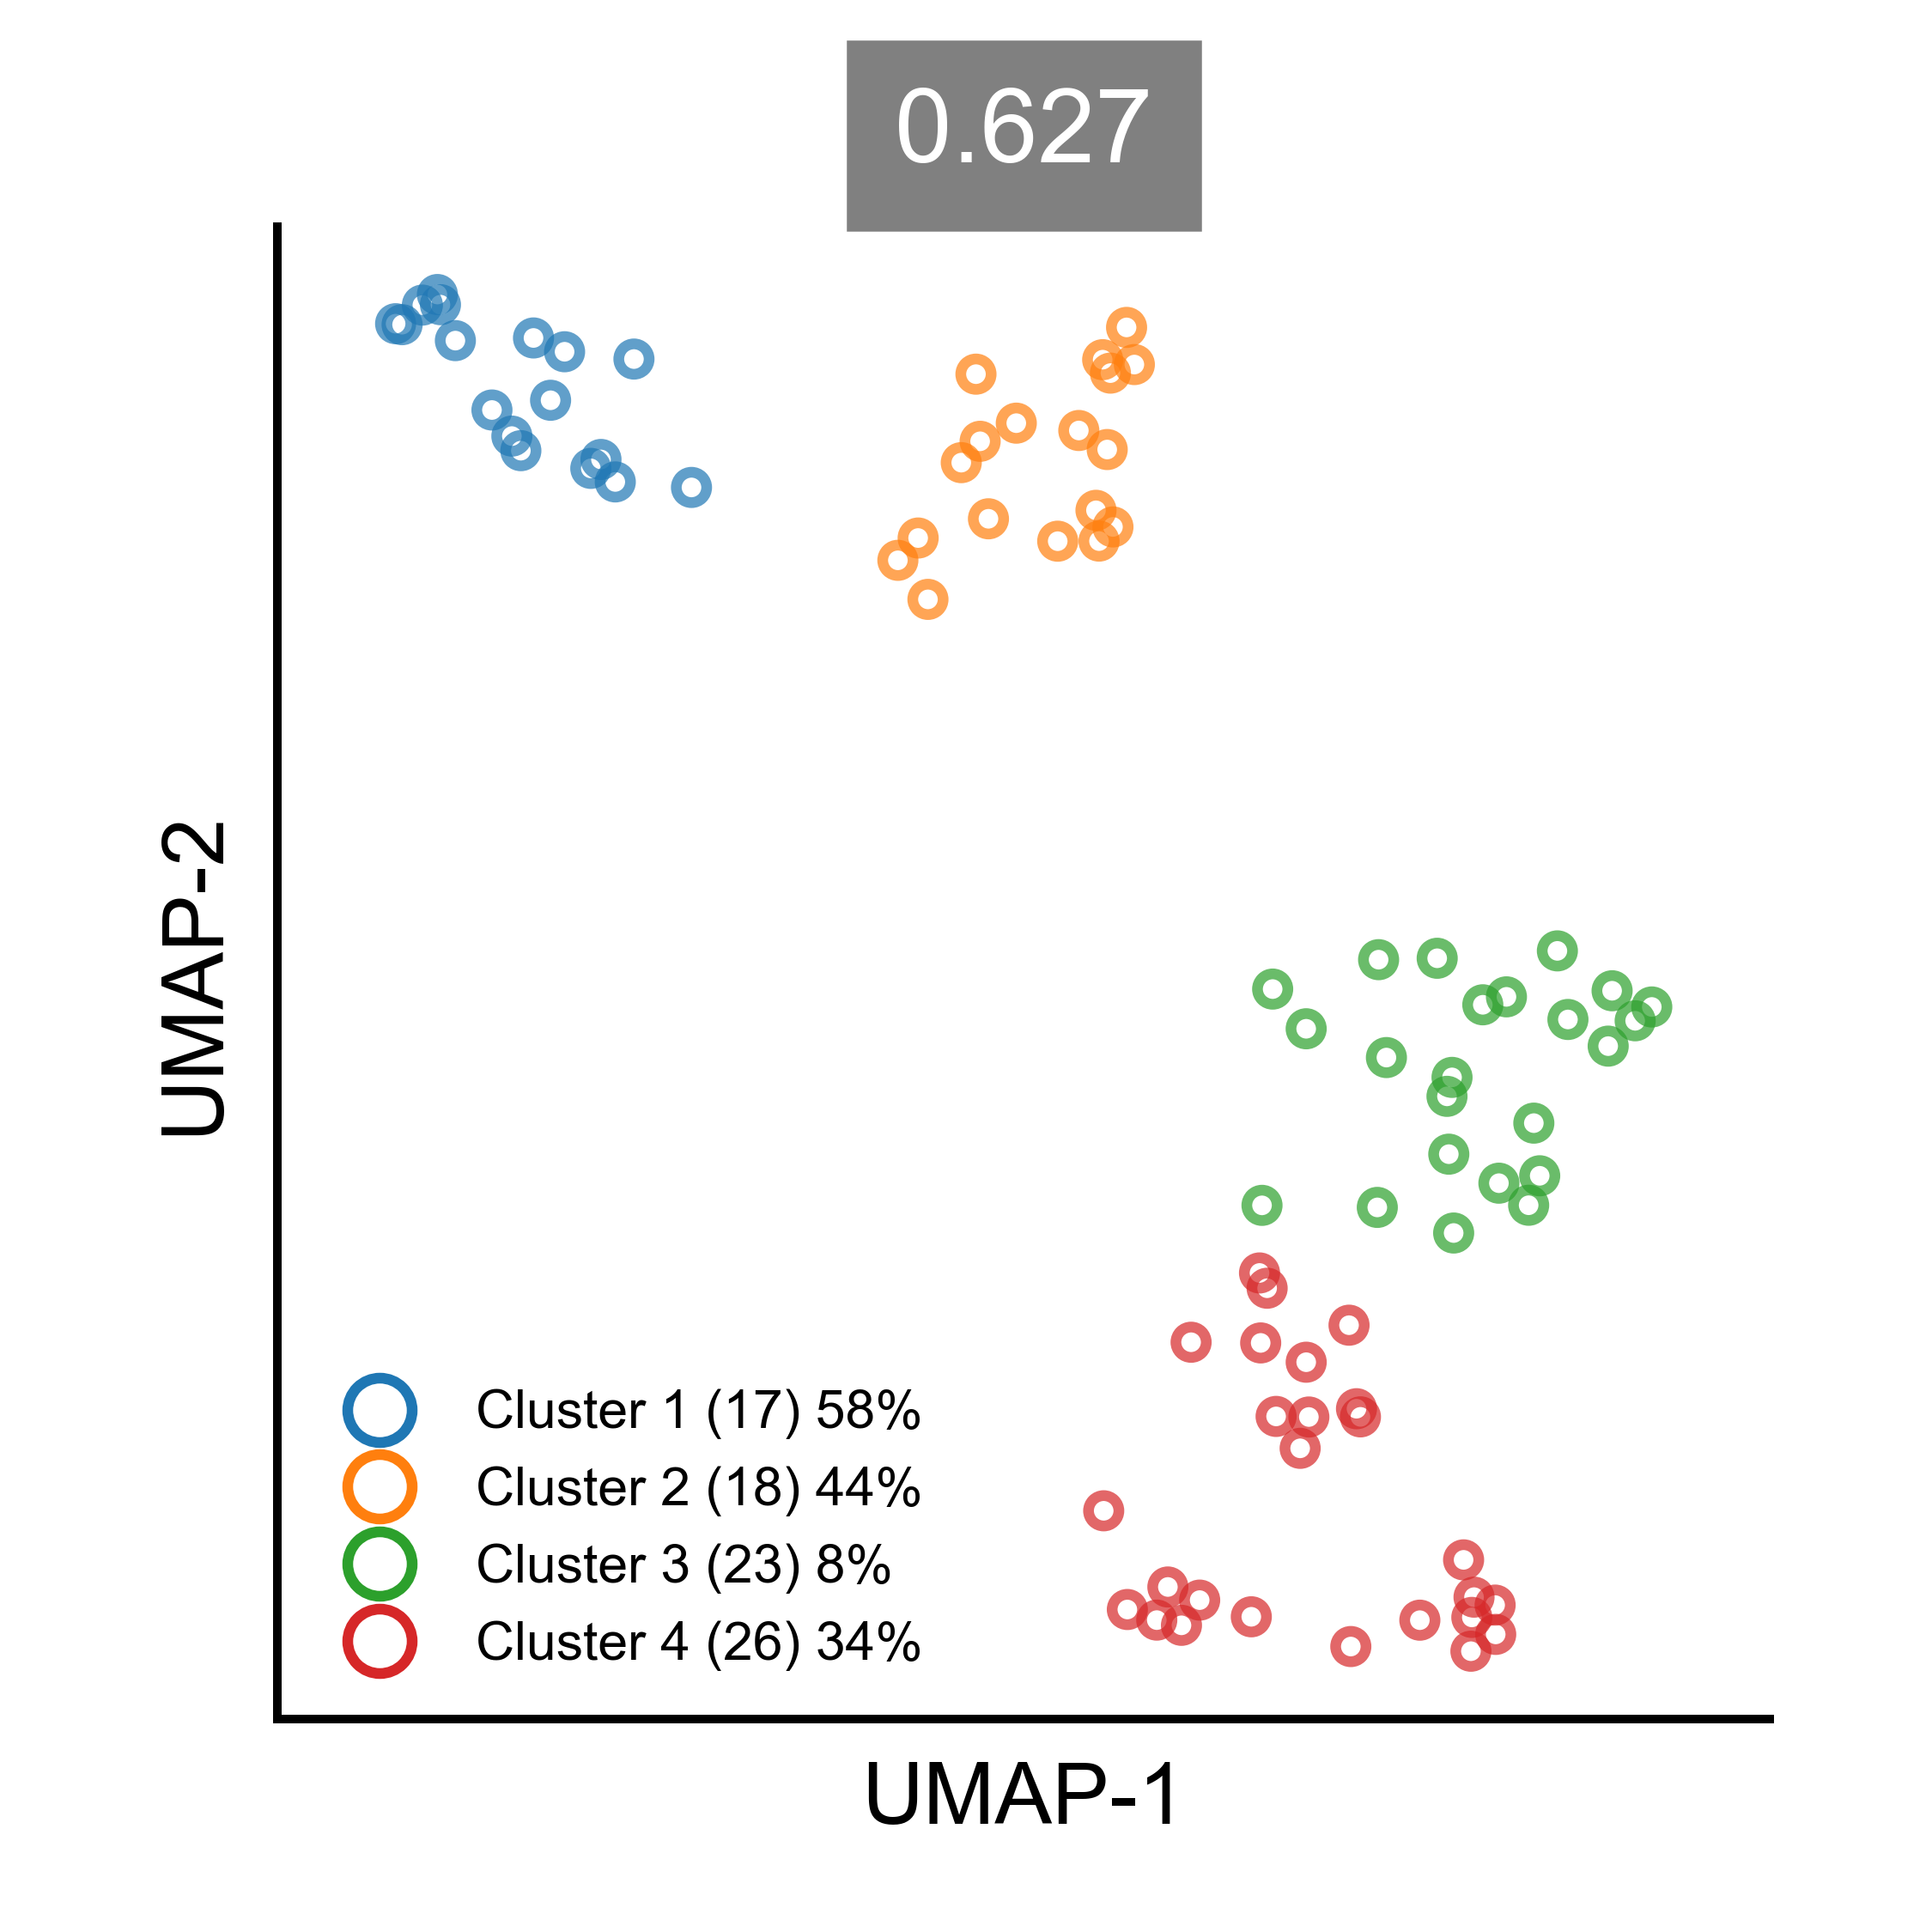 0.627
UMAP-2
Cluster 1 (17) 58%
Cluster 2 (18) 44%
Cluster 3 (23) 8%
Cluster 4 (26) 34%
UMAP-1